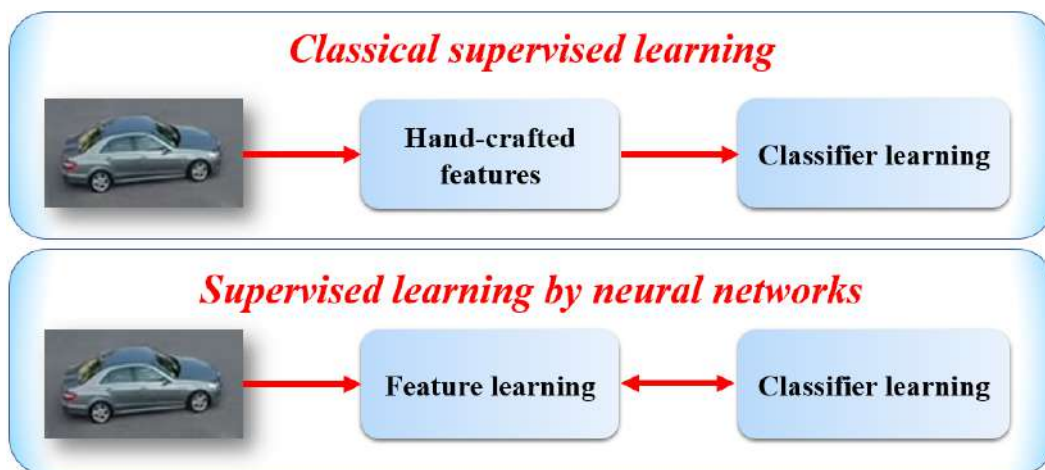 Classical supervised learning
Hand-crafted
features
Classifier learning
Supervised learning by neural networks
Feature learning
Classifier learning